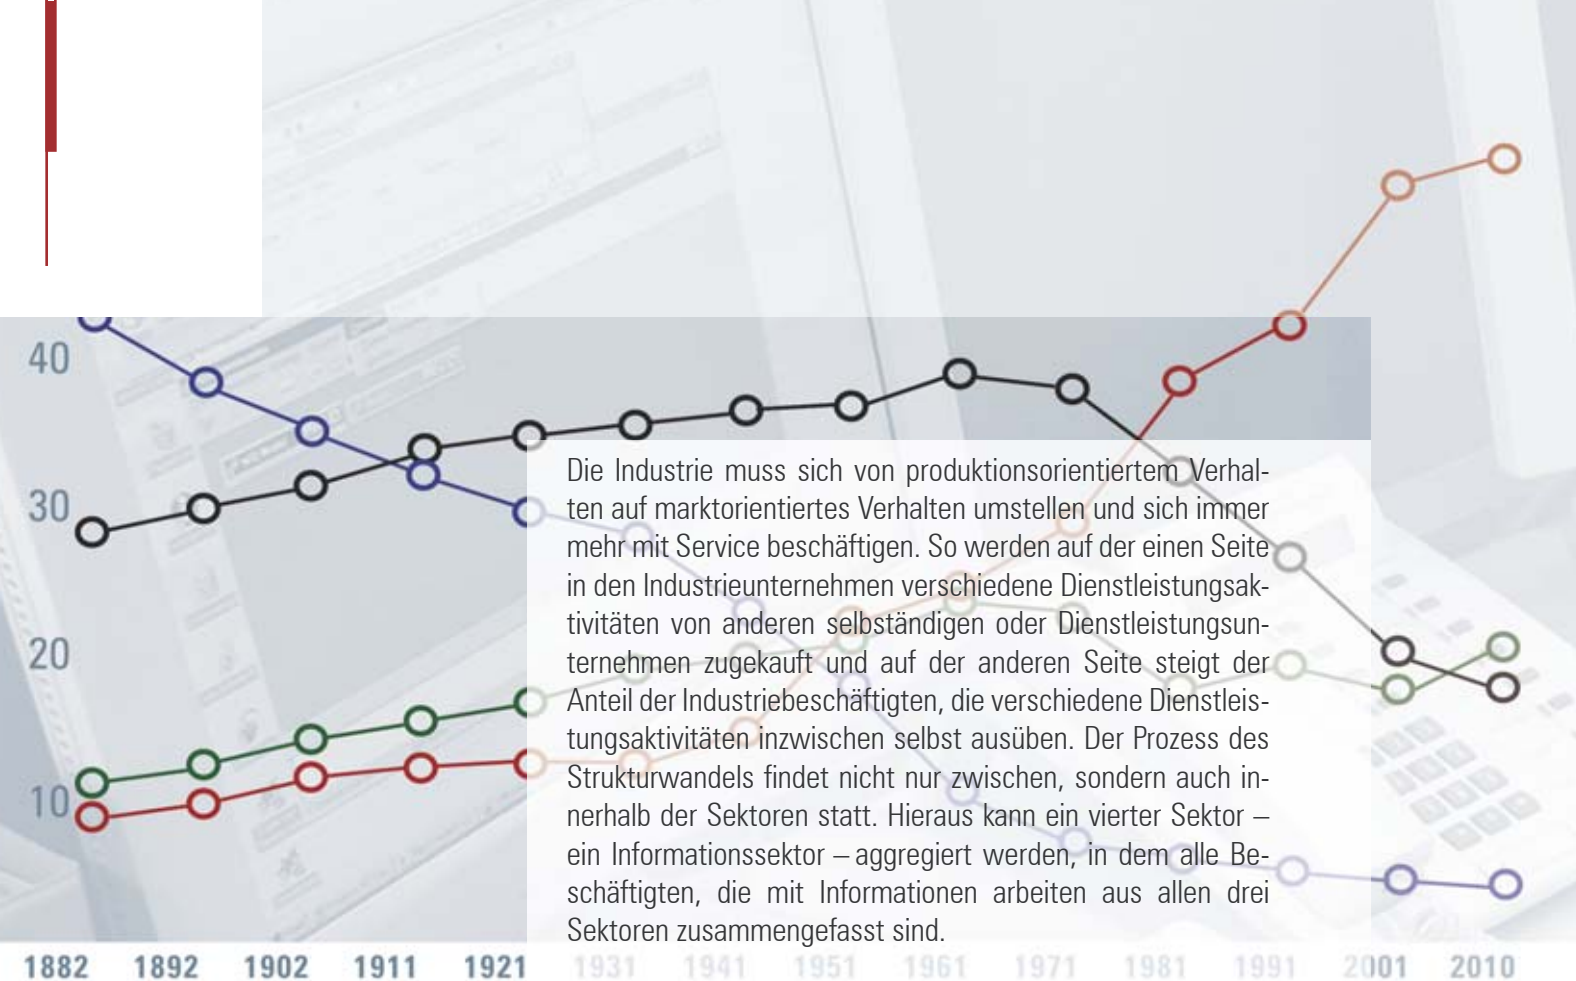 40
30
20
10
Die Industrie muss sich von produktionsorientiertem Verhal-
ten auf marktorientiertes Verhalten umstellen und sich immer
mehr mit Service beschäftigen. So werden auf der einen Seite
in den Industrieunternehmen verschiedene Dienstleistungsak-
tivitäten von anderen selbständigen oder Dienstleistungsun-
ternehmen zugekauft und auf der anderen Seite steigt der
Anteil der Industriebeschäftigten, die verschiedene Dienstleis-
tungsaktivitäten inzwischen selbst ausüben. Der Prozess des
Strukturwandels findet nicht nur zwischen, sondern auch in-
nerhalb der Sektoren statt. Hieraus kann ein vierter Sektor –
ein Informationssektor – aggregiert werden, in dem alle Be-
schäftigten, die mit Informationen arbeiten aus allen drei
Sektoren zusammengefasst sind.
1882 1892 1902 1911 1921 1931 1941 1951 1961 1971 1981 1991 2001 2010